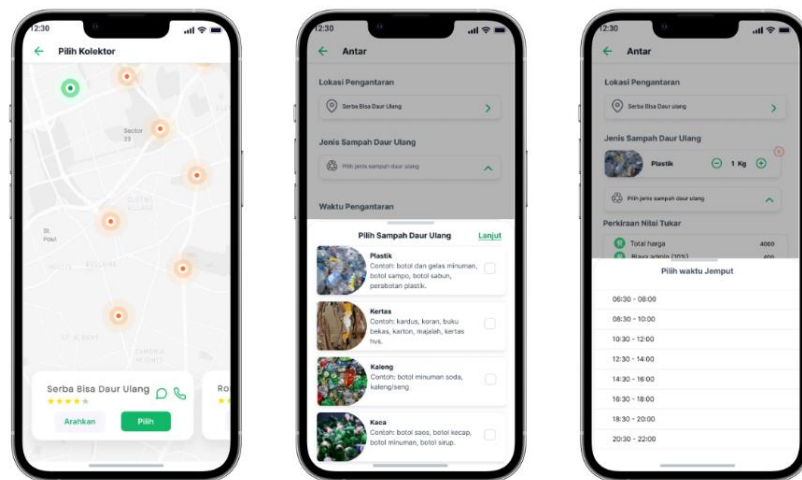 12:30
Pilih Kolektor
Sector
23
St.
Paul
Serba Bisa Daur Ulang
Arahkan
Pilih
Ro
12:30
Antar
Lokasi Pengantaran
Serba Bisa Daur Ulang
Jenis Sampah Daur Ulang
Pilih jenis sampah daur ulang
Waktu Pengantaran
Pilih Sampah Daur Ulang
Lanjut
Plastik
Contoh: botol dan gelas minuman,
botol sampo, botol sabun,
perabotan plastik.
Kertas
Contoh: kardus, koran, buku
bekas, karton, majalah, kertas
hvs.
Kaleng
Contoh: botol minuman soda,
kaleng/seng
Kaca
Contoh: botol saos, botol kecap,
botol minuman, botol sirup.
12:30
Antar
Lokasi Pengantaran
Serba Bisa Daur ulang
Jenis Sampah Daur Ulang
Plastik
1 Kg
Pilih jenis sampah daur ulang
Perkiraan Nilai Tukar
Total harga 4000
Biaya admin (10%) 400
Pilih waktu Jemput
06:30 - 08:00
08:30 - 10:00
10:30 - 12:00
12:30 - 14:00
14:30 - 16:00
16:30 - 18:00
18:30 - 20:00
20:30 - 22:00